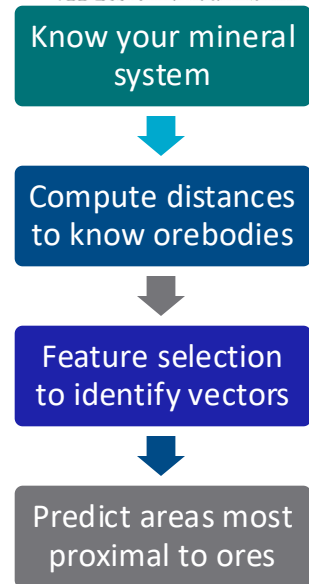 Know your mineral
system
Compute distances
to know orebodies
Feature selection
to identify vectors
Predict areas most
proximal to ores